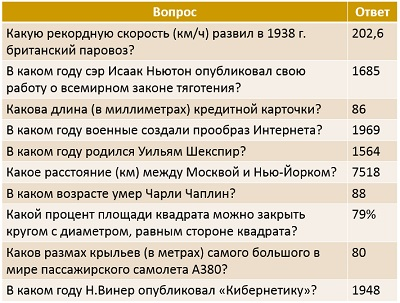 Вопрос Ответ
Какую рекордную скорость (км/ч) развил в 1938 г. 202,6
британский паровоз?
В каком году сэр Исаак Ньютон опубликовал свою 1685
работу о всемирном законе тяготения?
Какова длина (в миллиметрах) кредитной карточки? 86
В каком году военные создали прообраз Интернета? 1969
В каком году родился Уильям Шекспир? 1564
Какое расстояние (км) между Москвой и Нью-Йорком? 7518
В каком возрасте умер Чарли Чаплин? 88
Какой процент площади квадрата можно закрыть 79%
кругом с диаметром, равным стороне квадрата?
Каков размах крыльев (в метрах) самого большого в 80
мире пассажирского самолета А380?
В каком году Н.Винер опубликовал «Кибернетику»? 1948